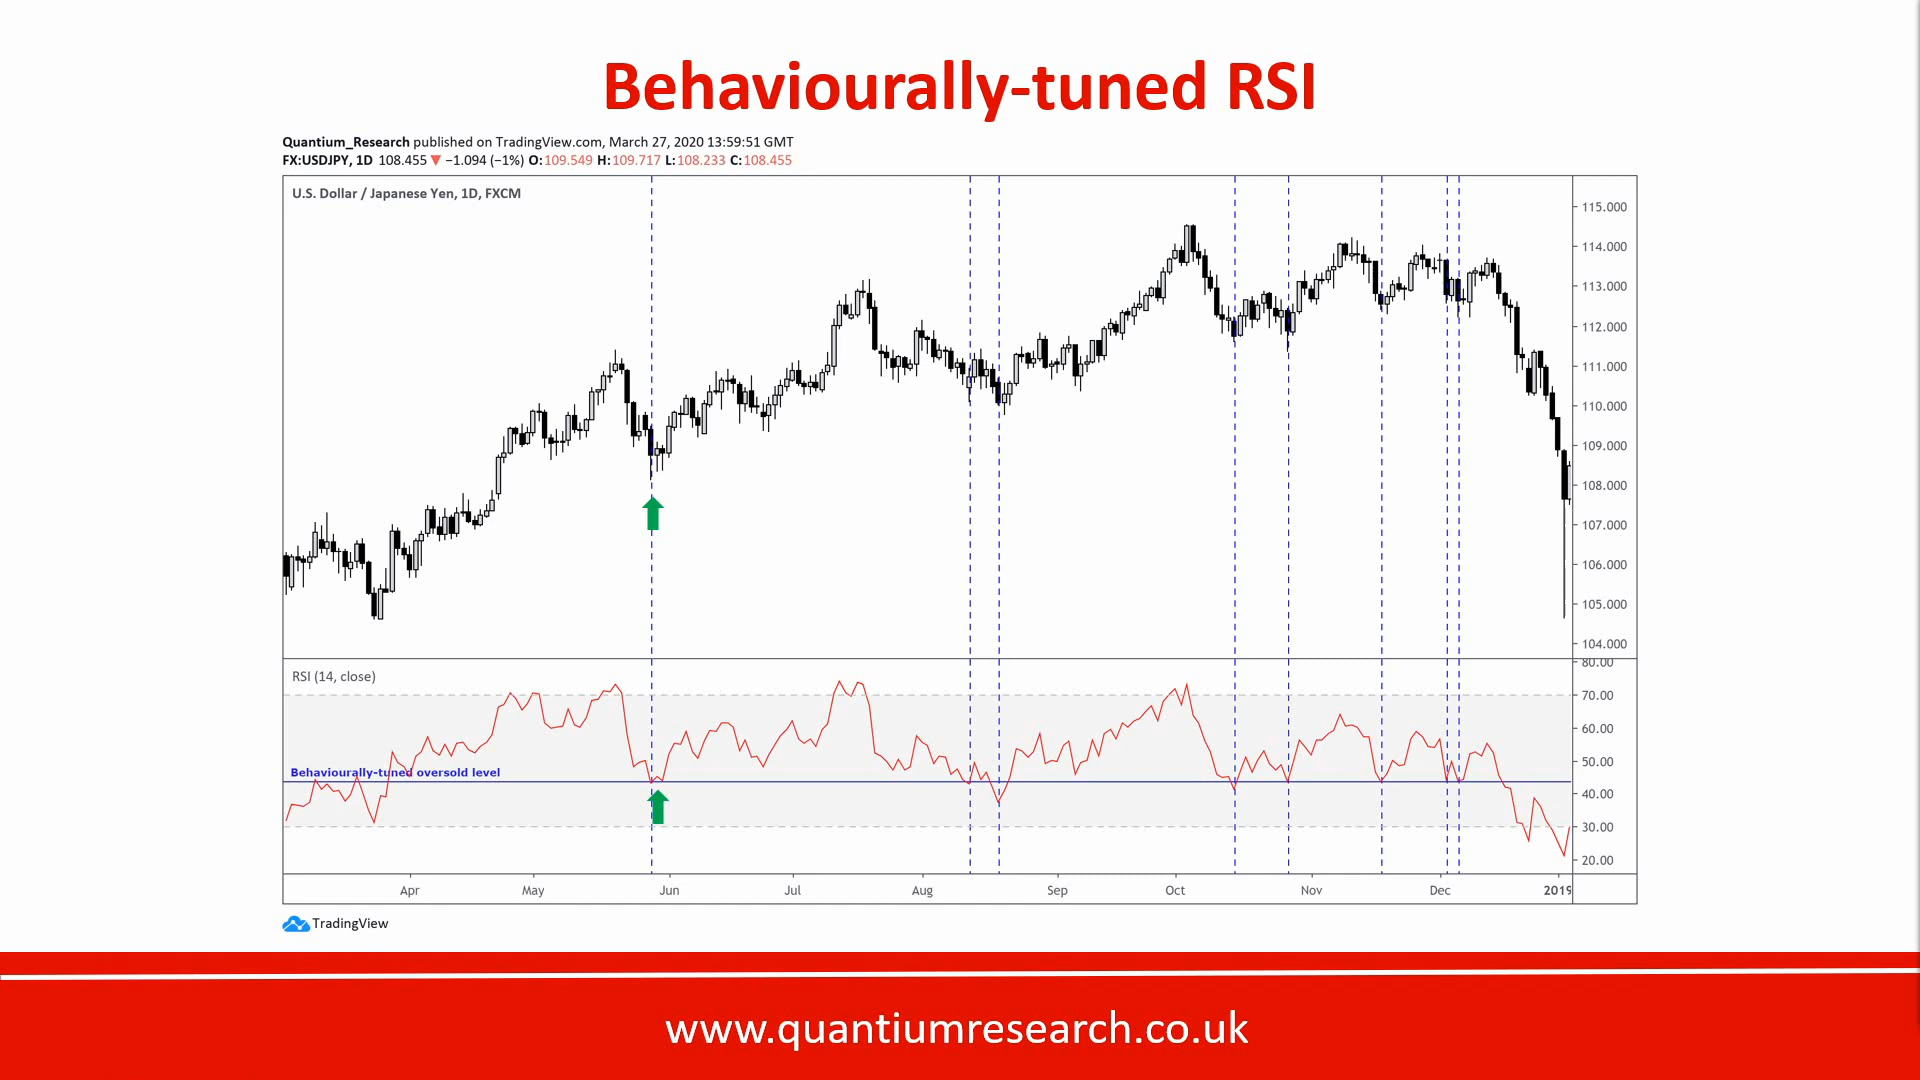 Behaviourally-tuned RSI
Quantium_Research published on TradingView.com, March 27, 2020 13:59:51 GMT
FX:USDJPY, 1D 108.455 ▼ −1.094 (−1%) O:109.549 H:109.717 L:108.233 C:108.455
U.S. Dollar / Japanese Yen, 1D, FXCM
115.000
114.000
113.000
112.000
111.000
110.000
109.000
108.000
107.000
106.000
105.000
104.000
80.00
RSI (14, close)
70.00
60.00
50.00
Behaviourally-tuned oversold level
40.00
30.00
20.00
Apr May Jun Jul Aug Sep Oct Nov Dec 2019
TradingView
www.quantiumresearch.co.uk